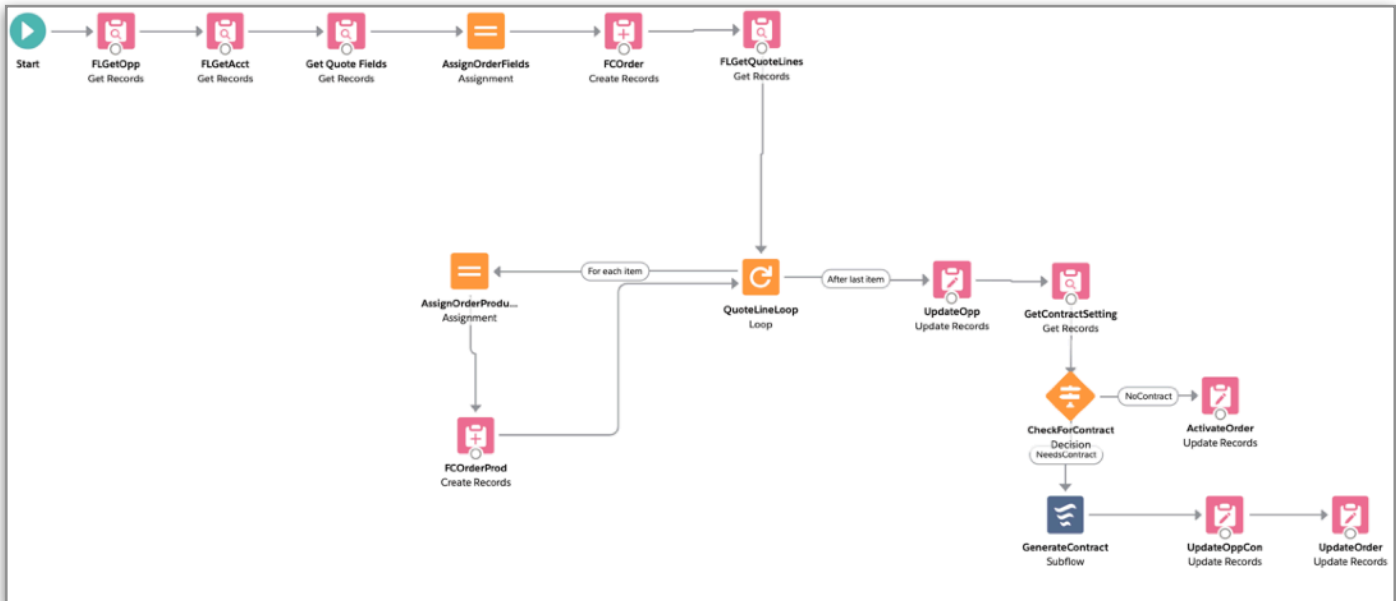 Start
FLGetOpp
Get Records
FLGetAcct
Get Records
Get Quote Fields
Get Records
AssignOrderFields
Assignment
FCOrder
Create Records
FLGetQuoteLines
Get Records
AssignOrderProdu...
Assignment
For each item
QuoteLineLoop
Loop
After last item
UpdateOpp
Update Records
GetContractSetting
Get Records
FCOrderProd
Create Records
CheckForContract
Decision
NoContract
ActivateOrder
Update Records
NeedsContract
GenerateContract
Subflow
UpdateOppCon
Update Records
UpdateOrder
Update Records